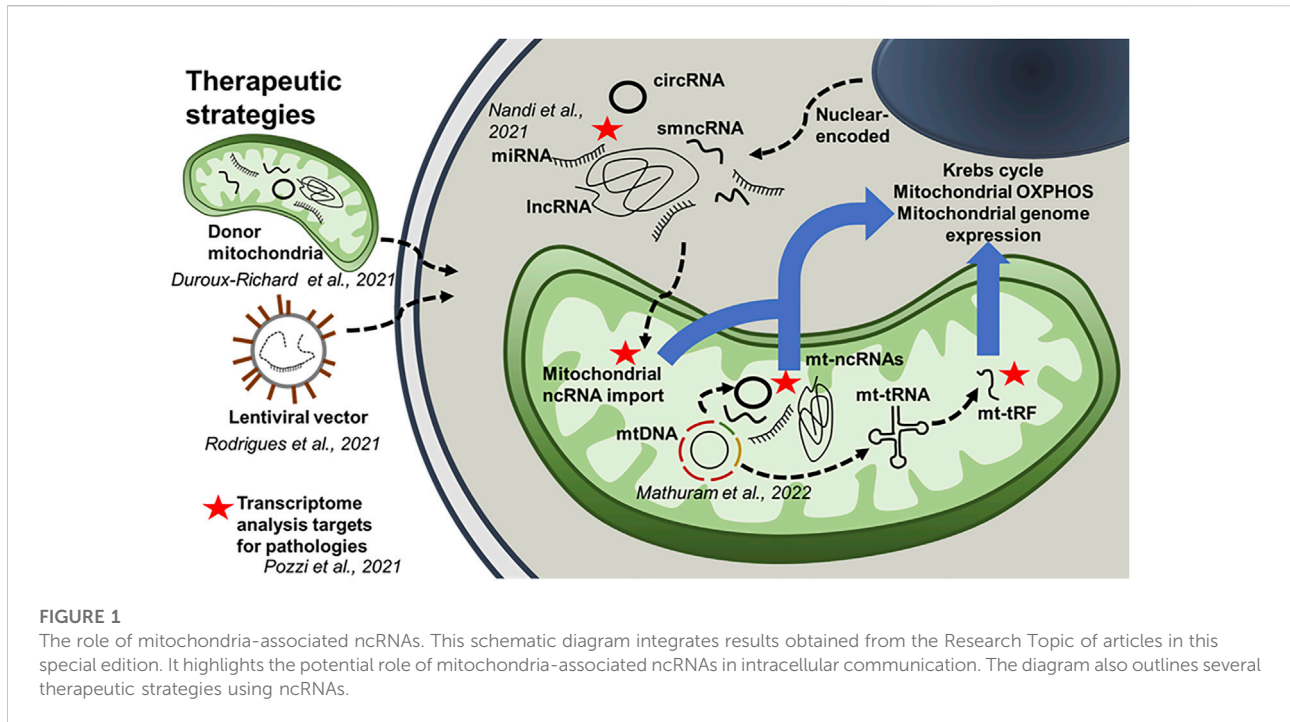 Therapeutic
strategies
Donor
mitochondria
Duroux-Richard et al., 2021
Lentiviral vector
Rodrigues et al., 2021
Transcriptome
analysis targets
for pathologies
Pozzi et al., 2021
circRNA
Nandi et al.,
2021
smncRNA
miRNA
lncRNA
Nuclear-
encoded
Krebs cycle
Mitochondrial OXPHOS
Mitochondrial genome
expression
Mitochondrial
ncRNA import
mt-ncRNAs
mtDNA
mt-tRNA
mt-tRF
Mathuram et al., 2022
FIGURE 1
The role of mitochondria-associated ncRNAs. This schematic diagram integrates results obtained from the Research Topic of articles in this
special edition. It highlights the potential role of mitochondria-associated ncRNAs in intracellular communication. The diagram also outlines several
therapeutic strategies using ncRNAs.